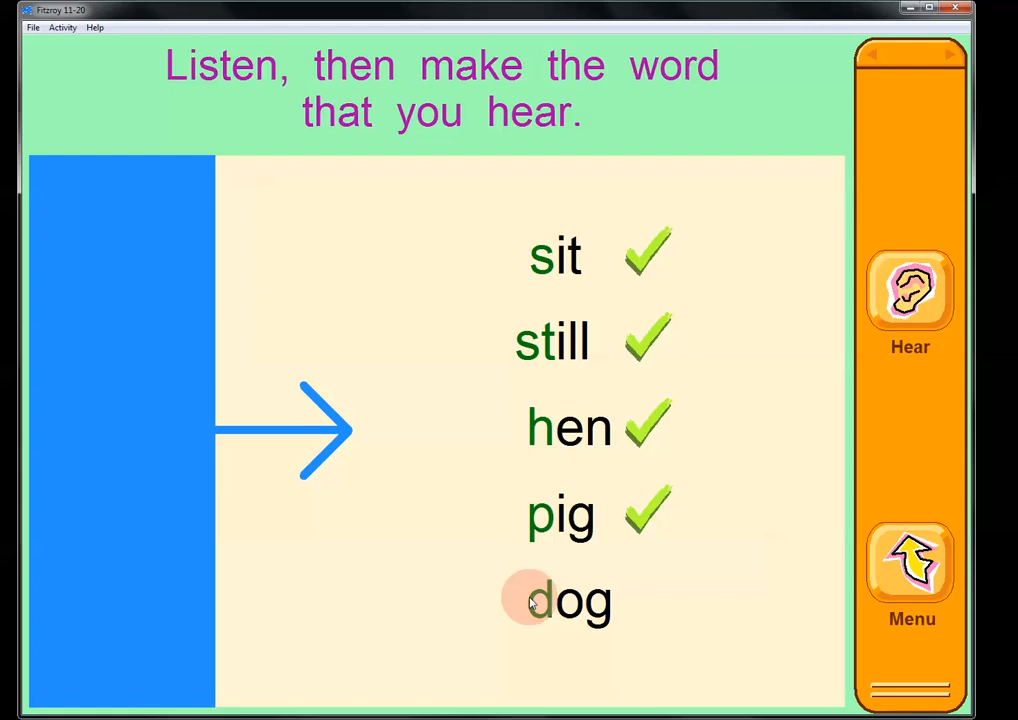 Fitzroy 11-20
File Activity Help
Listen, then make the word
that you hear.
sit
still
hen
pig
dog
Hear
Menu